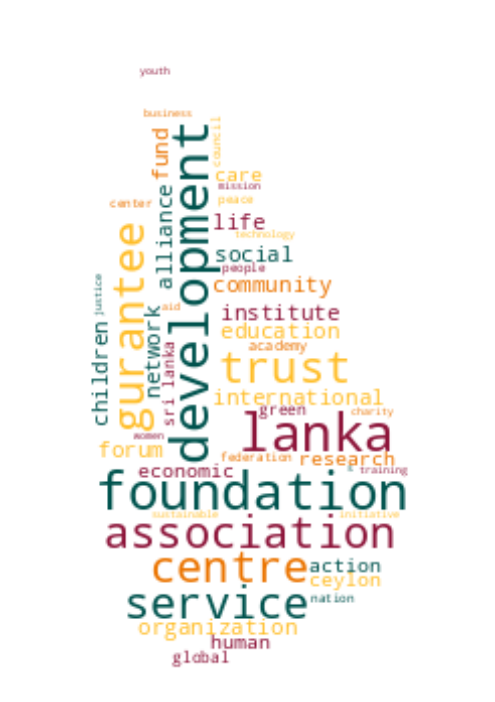 youth
business
council
fund
development
care
mission
alliance
peace
center
life
gurantee
technology
social
people
justice
community
aid
network
institute
children
education
sri lanka
academy
trust
international
green
charity
lanka
women
forum
federation
research
economic
training
foundation
sustainable
initiative
association
centre
action
ceylon
service
nation
organization
human
global